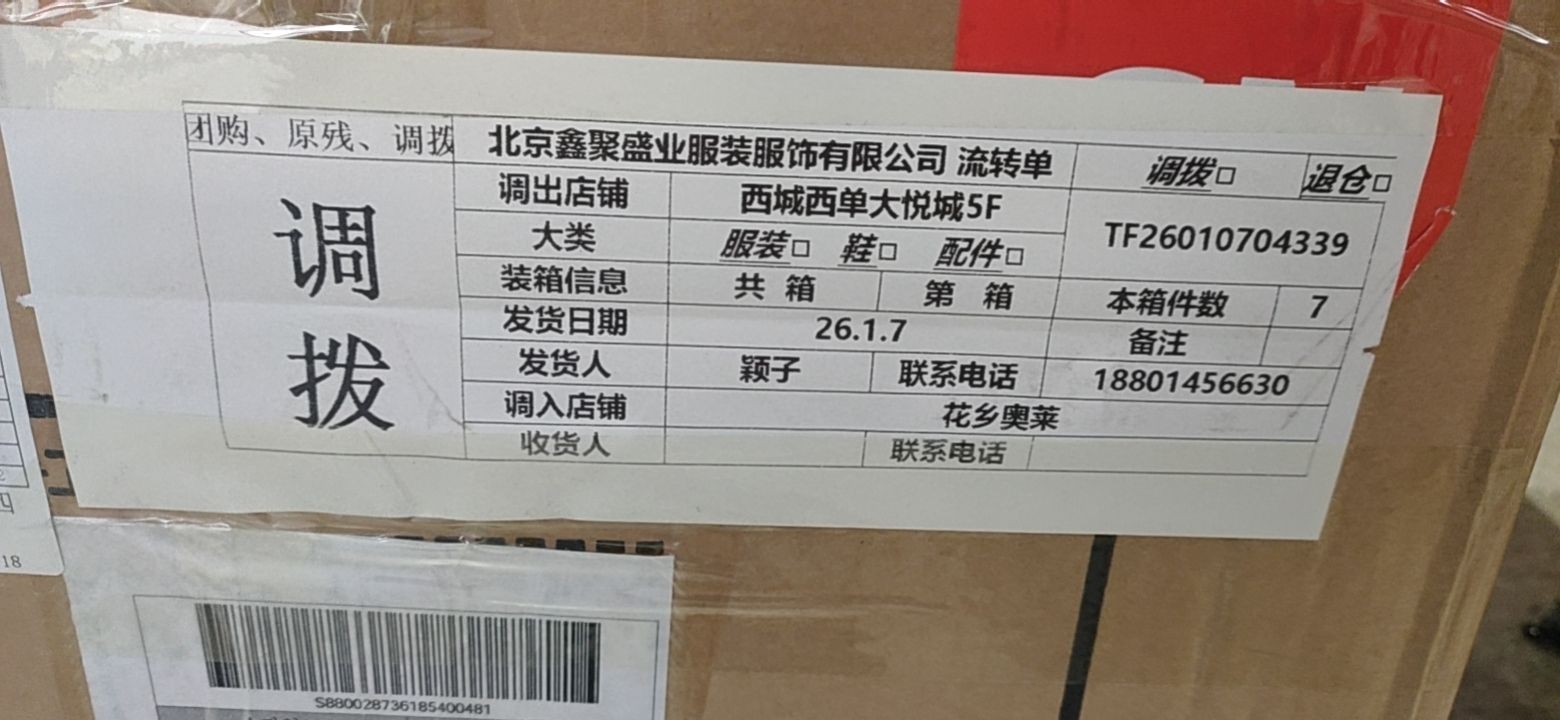 团购、原残、调拨 北京鑫聚盛业服装服饰有限公司 流转单 调拨□ 退仓□
调拨
调出店铺 西城西单大悦城5F TF26010704339
大类 服装□ 鞋□ 配件□
装箱信息 共 箱 第 箱 本箱件数 7
发货日期 26.1.7 备注
发货人 颖子 联系电话 18801456630
调入店铺 花乡奥莱
收货人 联系电话
18
S880028736185400481